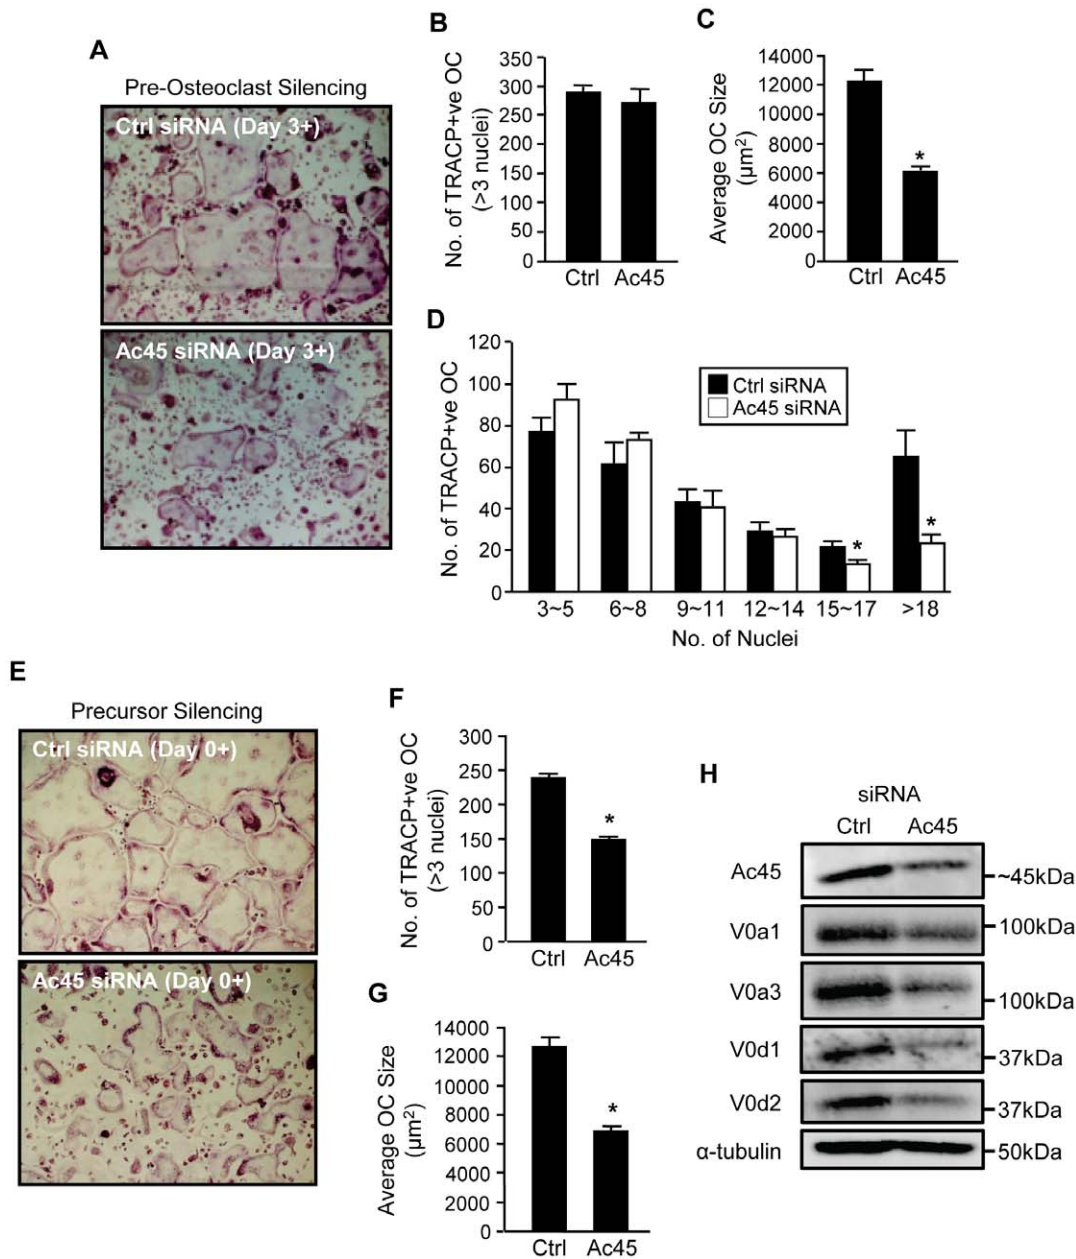 A
Pre-Osteoclast Silencing
Ctrl siRNA (Day 3+)
Ac45 siRNA (Day 3+)
B
No. of TRACP+ve OC
(>3 nuclei)
350
300
250
200
150
100
50
0
Ctrl Ac45
C
Average OC Size
(µm²)
14000
12000
10000
8000
6000
4000
2000
0
*
Ctrl Ac45
D
No. of TRACP+ve OC
120
100
80
60
40
20
0
Ctrl siRNA
Ac45 siRNA
* *
3~5 6~8 9~11 12~14 15~17 >18
No. of Nuclei
E
Precursor Silencing
Ctrl siRNA (Day 0+)
Ac45 siRNA (Day 0+)
F
No. of TRACP+ve OC
(>3 nuclei)
300
250
200
150
100
50
0
*
Ctrl Ac45
G
Average OC Size
(µm²)
14000
12000
10000
8000
6000
4000
2000
0
*
Ctrl Ac45
H
siRNA
Ctrl Ac45
Ac45 ~45kDa
V0a1 100kDa
V0a3 100kDa
V0d1 37kDa
V0d2 37kDa
α-tubulin 50kDa